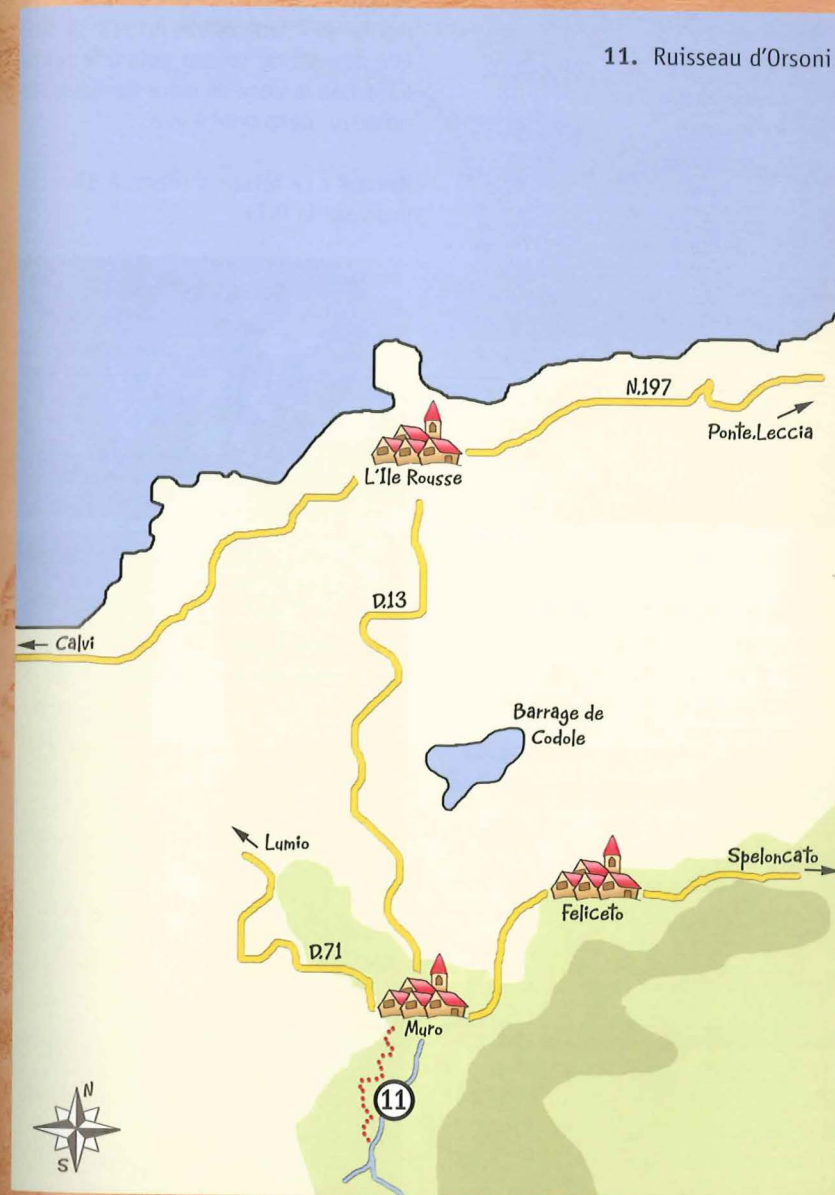 11. Ruisseau d'Orsoni
N.197
Ponte.Leccia
L'Ile Rousse
D.13
Calvi
Barrage de
Codole
Lumio
Speloncato
Feliceto
D.71
Muro
11
N
S